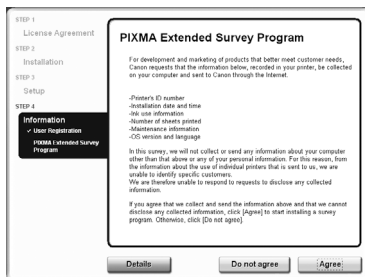 STEP 1
License Agreement
STEP 2
Installation
STEP 3
Setup
STEP 4
Information
✓ User Registration
PIXMA Extended Survey
Program
PIXMA Extended Survey Program
For development and marketing of products that better meet customer needs,
Canon requests that the information below, recorded in your printer, be collected
on your computer and sent to Canon through the Internet.
-Printer's ID number
-Installation date and time
-Ink use information
-Number of sheets printed
-Maintenance information
-OS version and language
In this survey, we will not collect or send any information about your computer
other than that above or any of your personal information. For this reason, from
the information about the use of individual printers that is sent to us, we are
unable to identify specific customers.
We are therefore unable to respond to requests to disclose any collected
information.
If you agree that we collect and send the information above and that we cannot
disclose any collected information, click [Agree] to start installing a survey
program. Otherwise, click [Do not agree].
Details
Do not agree
Agree